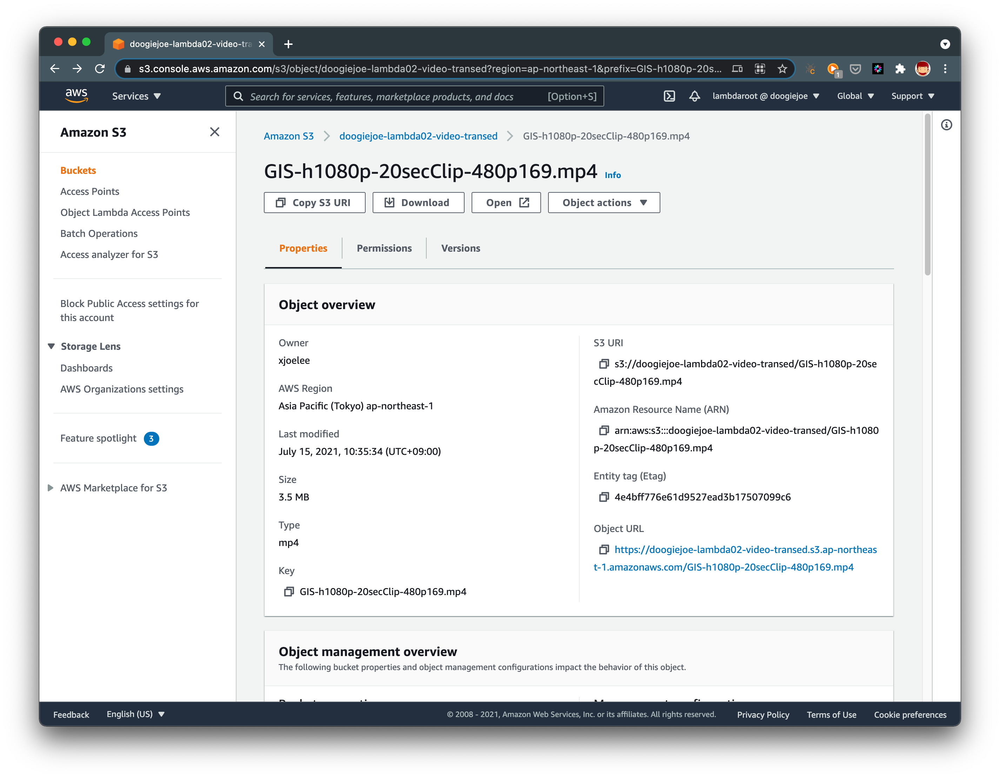 doogiejoe-lambda02-video-tra
s3.console.aws.amazon.com/s3/object/doogiejoe-lambda02-video-transed?region=ap-northeast-1&prefix=GIS-h1080p-20s...
1
aws
Services
Search for services, features, marketplace products, and docs
[Option+S]
lambdaroot @ doogiejoe
Global
Support
Amazon S3
Buckets
Access Points
Object Lambda Access Points
Batch Operations
Access analyzer for S3
Block Public Access settings for
this account
Storage Lens
Dashboards
AWS Organizations settings
Feature spotlight 3
AWS Marketplace for S3
Amazon S3 > doogiejoe-lambda02-video-transed > GIS-h1080p-20secClip-480p169.mp4
GIS-h1080p-20secClip-480p169.mp4 Info
Copy S3 URI
Download
Open
Object actions
Properties
Permissions
Versions
Object overview
Owner
xjoelee
AWS Region
Asia Pacific (Tokyo) ap-northeast-1
Last modified
July 15, 2021, 10:35:34 (UTC+09:00)
Size
3.5 MB
Type
mp4
Key
GIS-h1080p-20secClip-480p169.mp4
S3 URI
s3://doogiejoe-lambda02-video-transed/GIS-h1080p-20se
cClip-480p169.mp4
Amazon Resource Name (ARN)
arn:aws:s3:::doogiejoe-lambda02-video-transed/GIS-h1080
p-20secClip-480p169.mp4
Entity tag (Etag)
4e4bff776e61d9527ead3b17507099c6
Object URL
https://doogiejoe-lambda02-video-transed.s3.ap-northeas
t-1.amazonaws.com/GIS-h1080p-20secClip-480p169.mp4
Object management overview
The following bucket properties and object management configurations impact the behavior of this object.
Feedback
English (US)
© 2008 - 2021, Amazon Web Services, Inc. or its affiliates. All rights reserved.
Privacy Policy
Terms of Use
Cookie preferences